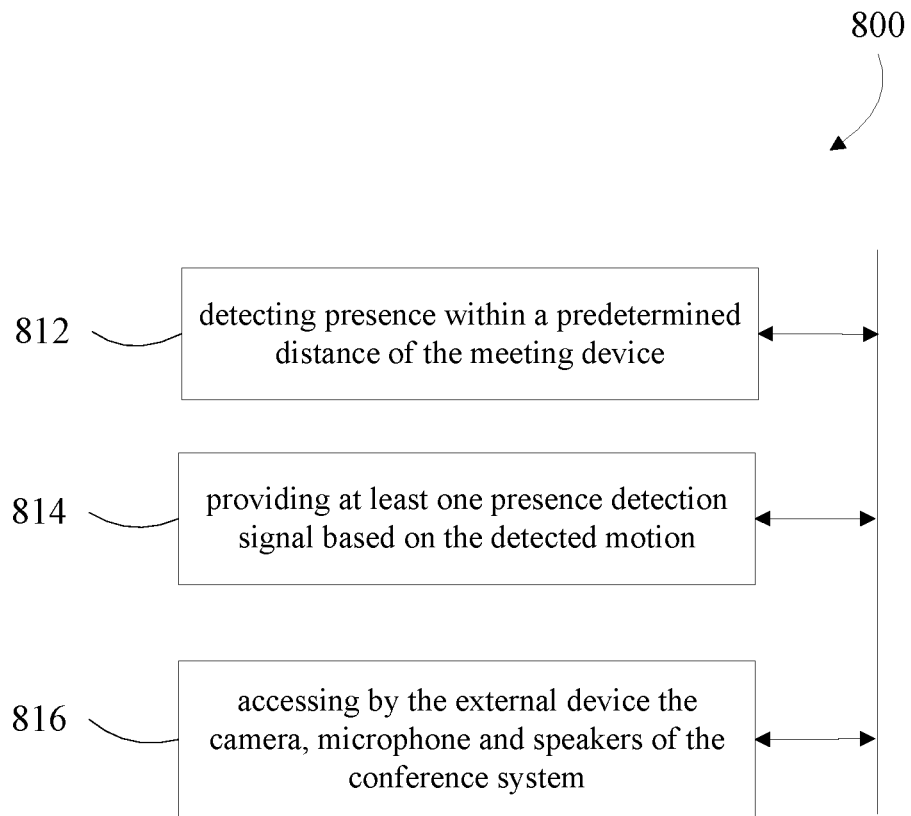 800
812
detecting presence within a predetermined
distance of the meeting device
814
providing at least one presence detection
signal based on the detected motion
816
accessing by the external device the
camera, microphone and speakers of the
conference system